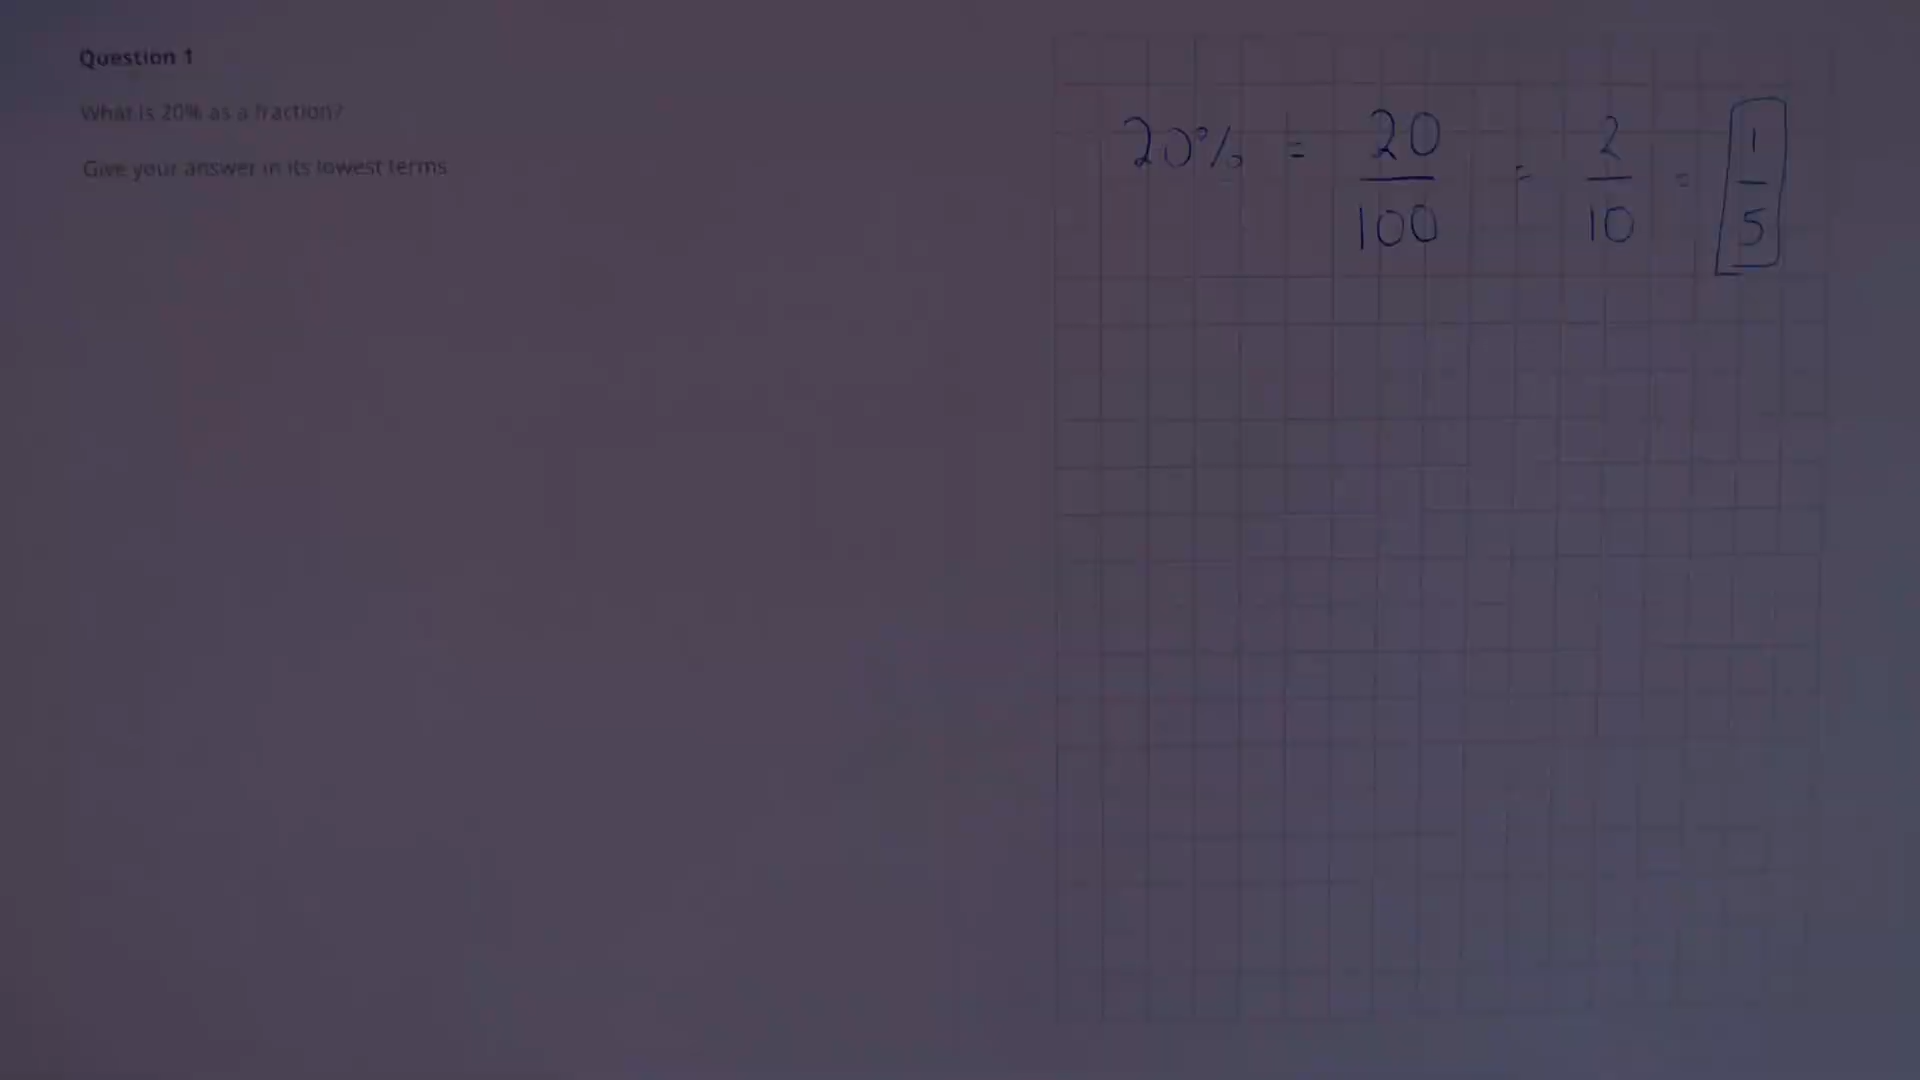 Question 1
What is 20% as a fraction?
Give your answer in its lowest terms
20% = 20/100 = 2/10 = 1/5